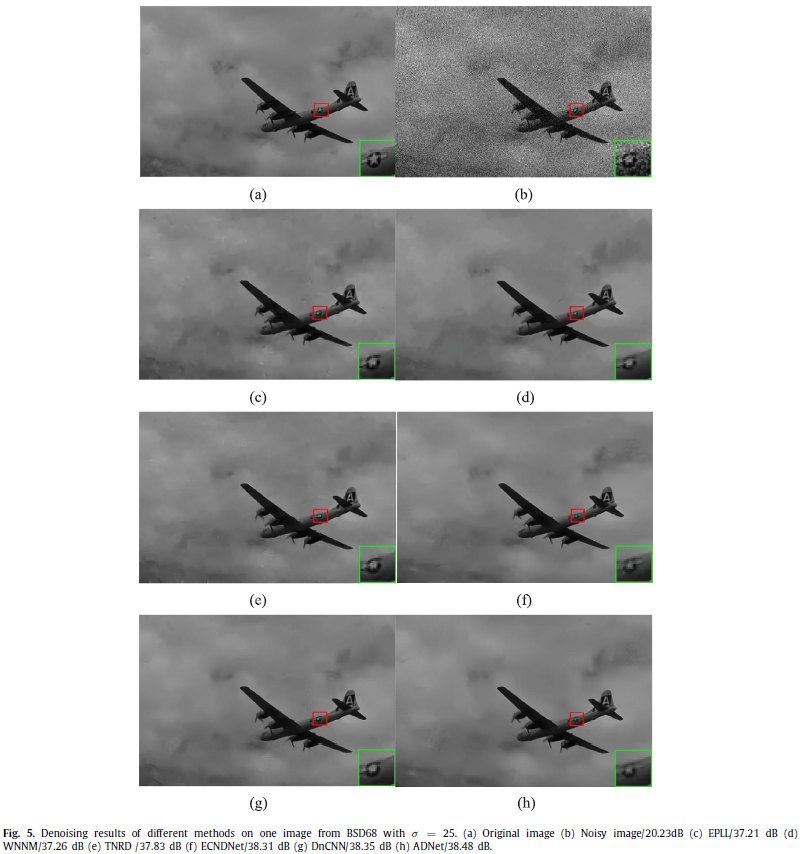 A
A
(a)
(b)
A
A
(c)
(d)
A
A
(e)
(f)
A
A
(g)
(h)
Fig. 5. Denoising results of different methods on one image from BSD68 with σ = 25. (a) Original image (b) Noisy image/20.23dB (c) EPLL/37.21 dB (d)
WNNM/37.26 dB (e) TNRD /37.83 dB (f) ECNDNet/38.31 dB (g) DnCNN/38.35 dB (h) ADNet/38.48 dB.